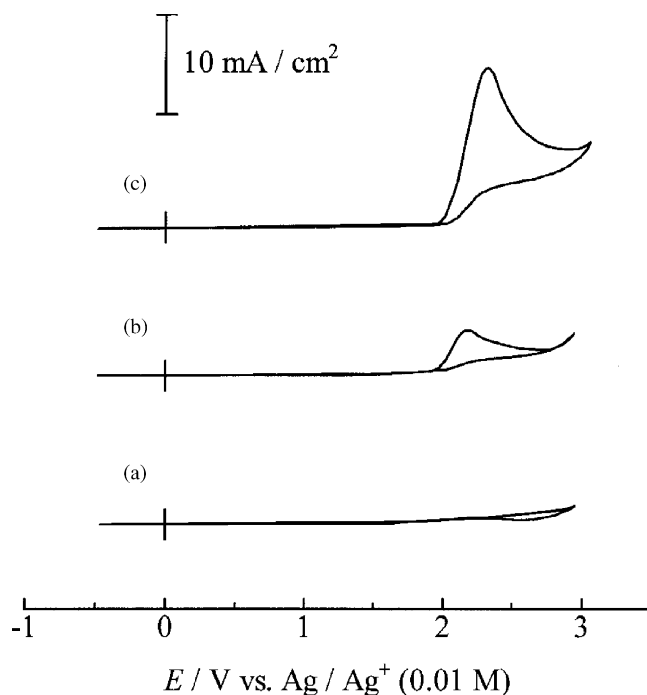 10 mA / cm²
(c)
(b)
(a)
-1 0 1 2 3
E / V vs. Ag / Ag⁺ (0.01 M)